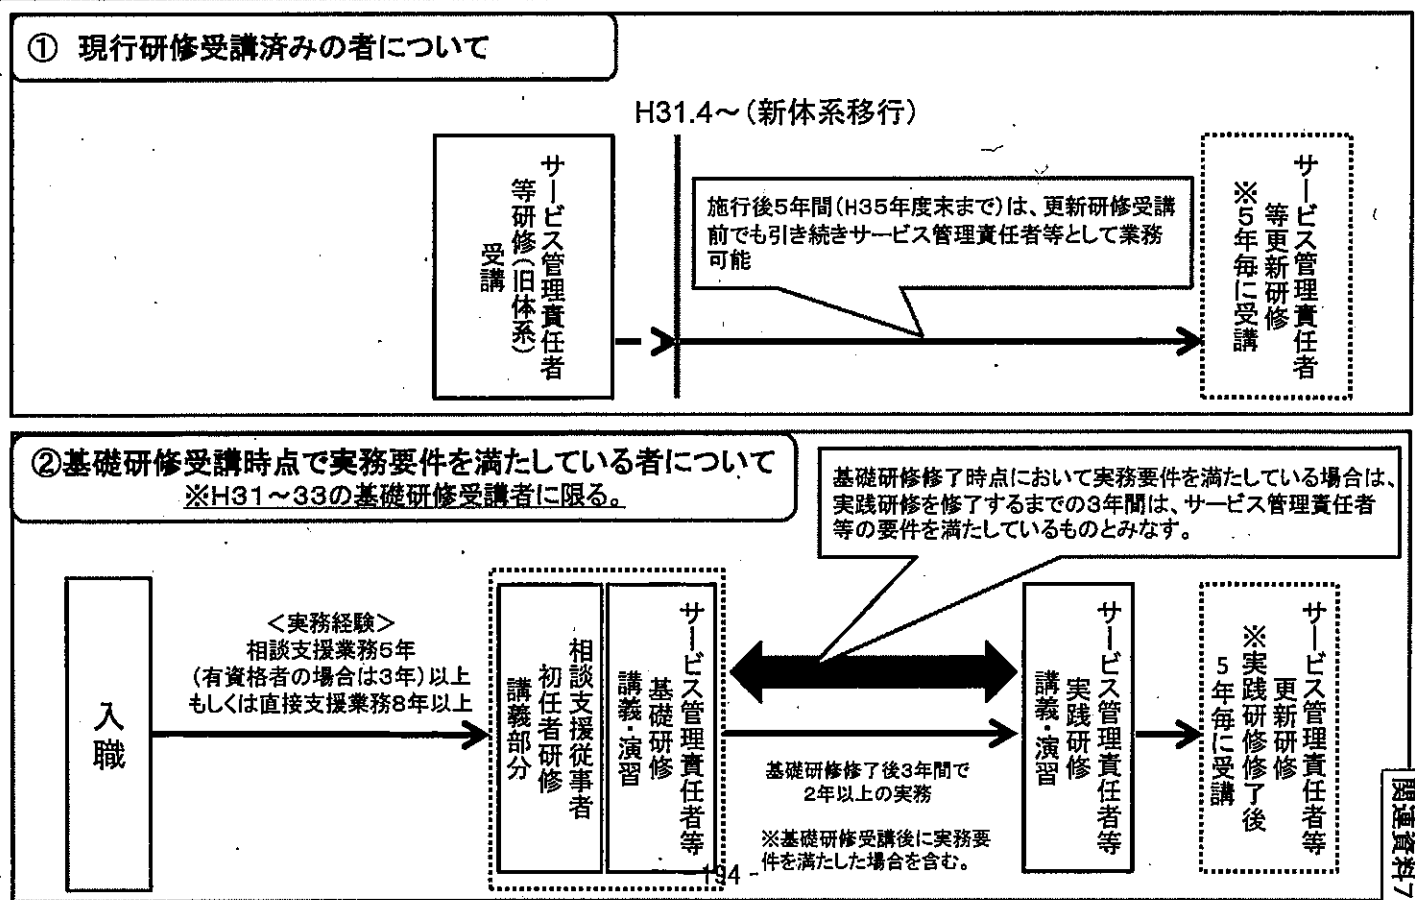 ① 現行研修受講済みの者について
H31.4～(新体系移行)
サービス管理責任者
等研修(旧体系)
受講
施行後5年間(H35年度末まで)は、更新研修受講
前でも引き続きサービス管理責任者等として業務
可能
サービス管理責任者
等更新研修
※5年毎に受講
②基礎研修受講時点で実務要件を満たしている者について
※H31～33の基礎研修受講者に限る。
基礎研修修了時点において実務要件を満たしている場合は、
実践研修を修了するまでの3年間は、サービス管理責任者
等の要件を満たしているものとみなす。
入職
＜実務経験＞
相談支援業務5年
(有資格者の場合は3年)以上
もしくは直接支援業務8年以上
相談支援従事者
初任者研修
講義部分
サービス管理責任者等
基礎研修
講義・演習
基礎研修修了後3年間で
2年以上の実務
※基礎研修受講後に実務要
件を満たした場合を含む。
サービス管理責任者等
実践研修
講義・演習
サービス管理責任者等
更新研修
※実践研修修了後
5年毎に受講
関連資料7
- 194 -